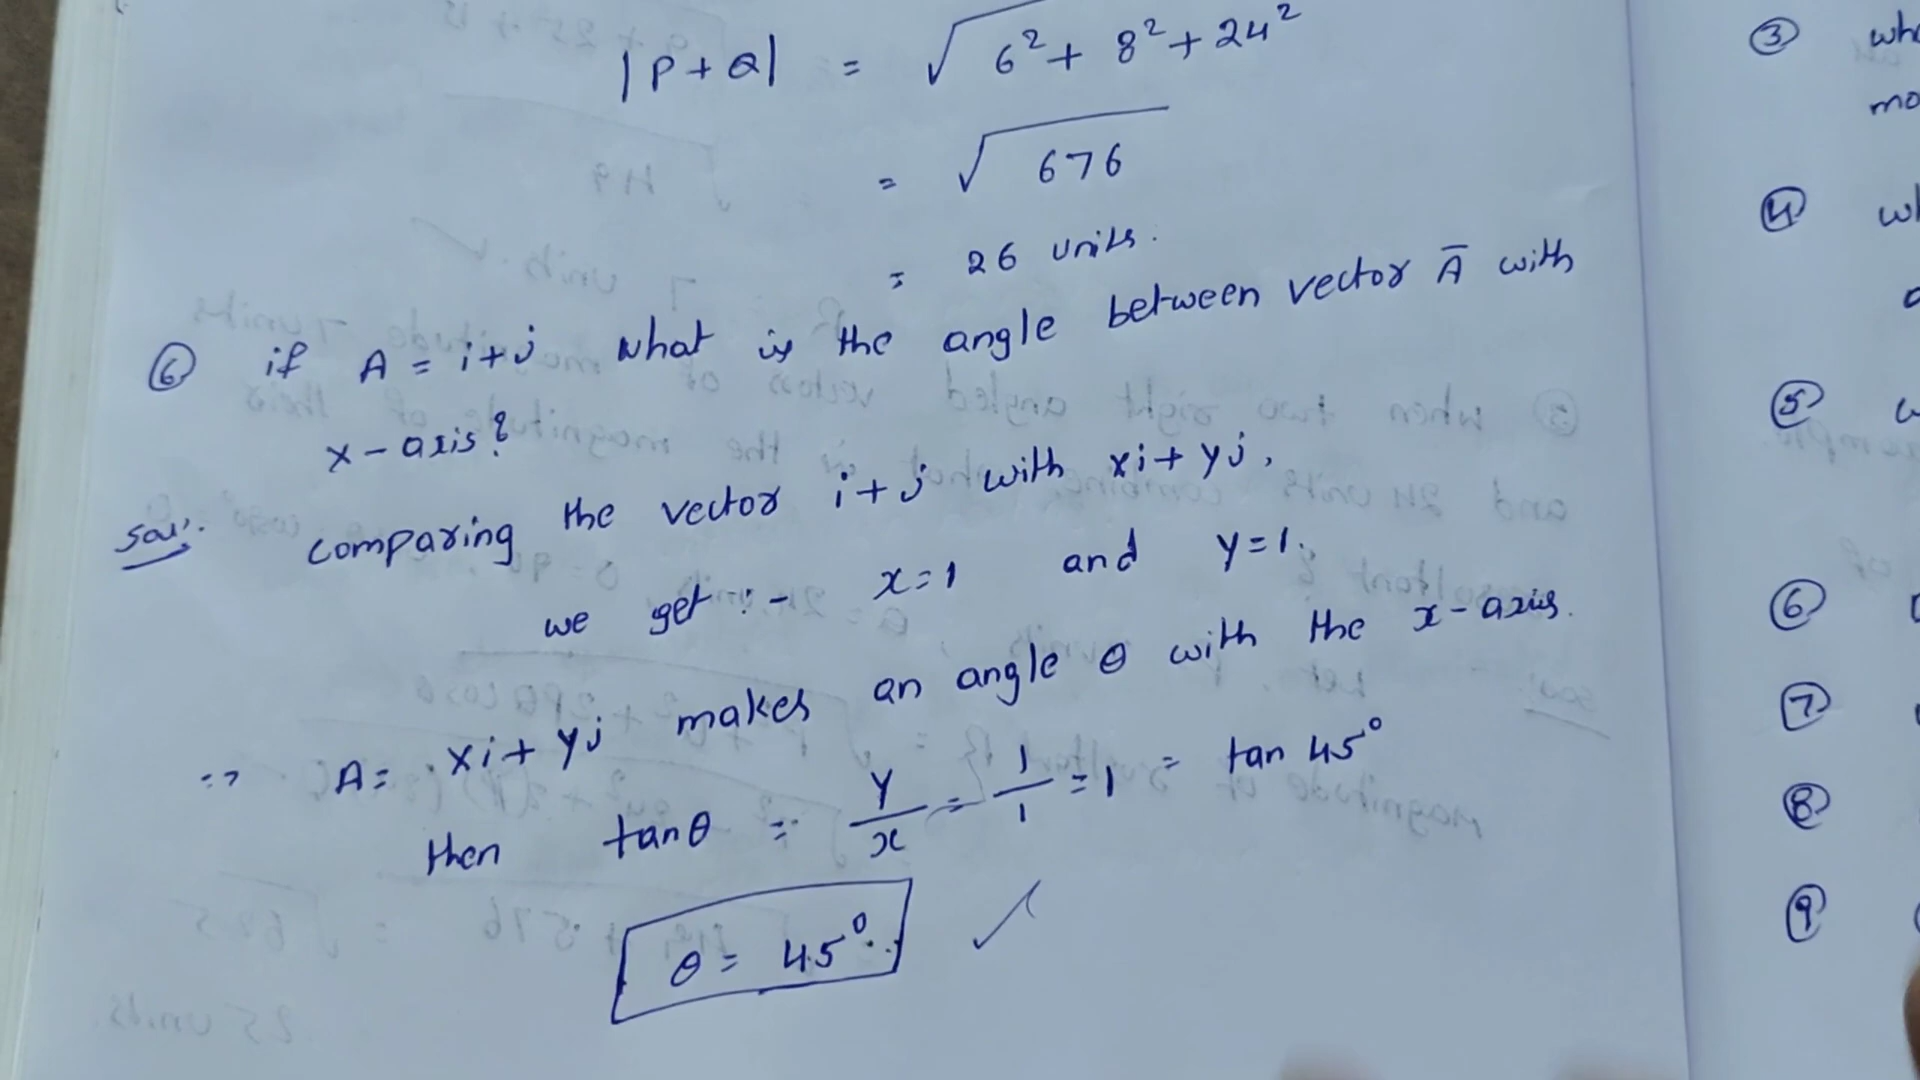 |P+Q| = √6²+ 8²+ 24²
= √676
= 26 units.
⑥ if A = i+j what is the angle between vector A̅ with
x-axis?
Sol:- comparing the vector i+j with xi+yj,
we get :- x=1 and y=1.
∴ A= xi+yj makes an angle θ with the x-axis.
then tanθ = y/x = 1/1 = 1 = tan 45°
θ = 45°
③
④
⑤
⑥
⑦
⑧
⑨